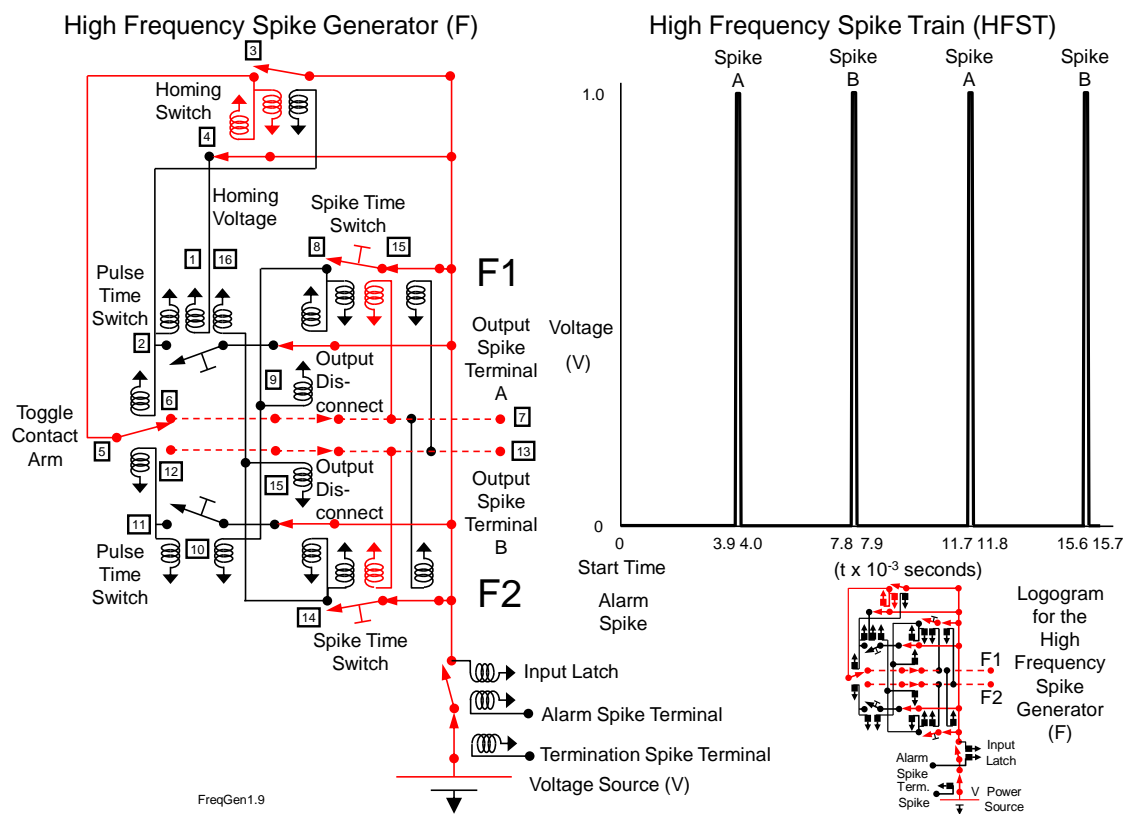 High Frequency Spike Generator (F)
3
Homing
Switch
4
Homing
Voltage
Spike Time
Switch
1
16
8
15
F1
Pulse
Time
Switch
2
Output
Spike
Terminal
A
9
Output
Dis-
connect
6
7
Toggle
Contact
Arm
5
13
12
15
Output
Dis-
connect
Output
Spike
Terminal
B
11
10
Pulse
Time
Switch
F2
14
Spike Time
Switch
Input Latch
Alarm Spike Terminal
Termination Spike Terminal
Voltage Source (V)
FreqGen1.9
High Frequency Spike Train (HFST)
Spike
A
Spike
B
Spike
A
Spike
B
1.0
Voltage
(V)
0
0
3.9 4.0
7.8 7.9
11.7 11.8
15.6 15.7
Start Time
(t x 10-3 seconds)
Alarm
Spike
F1
F2
Logogram
for the
High
Frequency
Spike
Generator
(F)
Input
Latch
Alarm
Spike
Term.
Spike
V Power
Source